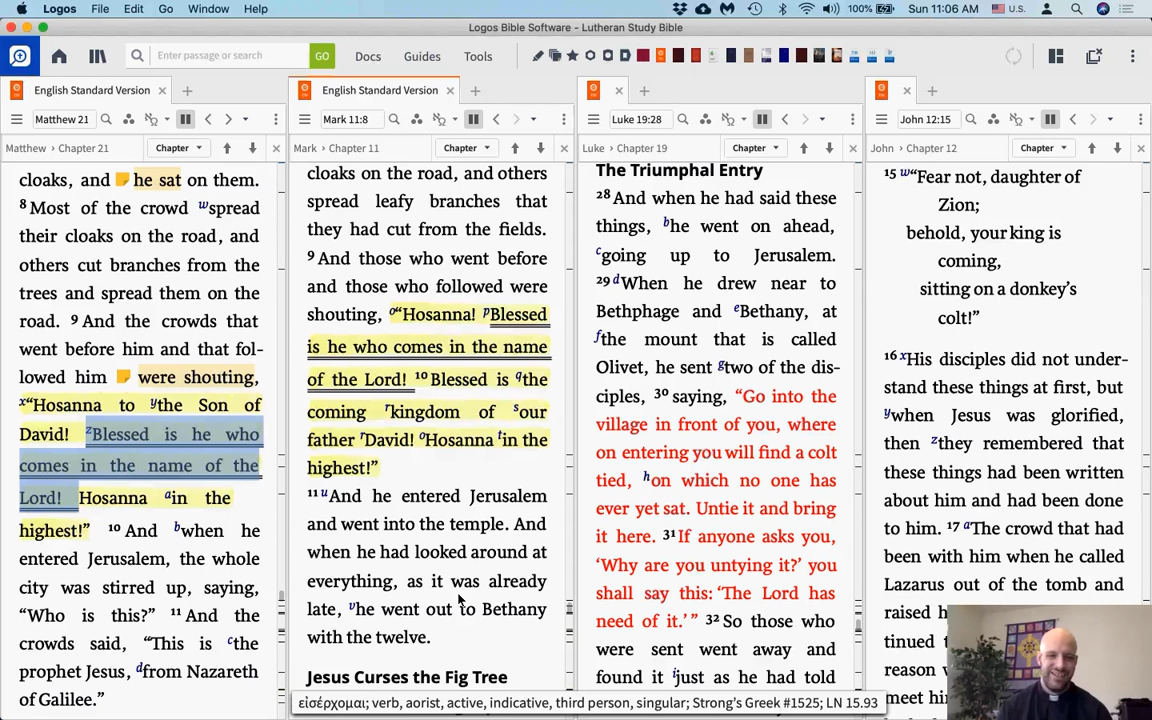 Logos File Edit Go Window Help 100% Sun 11:06 AM U.S.
Logos Bible Software - Lutheran Study Bible
Enter passage or search GO Docs Guides Tools
English Standard Version
Matthew 21
Matthew › Chapter 21 Chapter
cloaks, and he sat on them.
8 Most of the crowd w spread
their cloaks on the road, and
others cut branches from the
trees and spread them on the
road. 9 And the crowds that
went before him and that fol-
lowed him were shouting,
x “Hosanna to y the Son of
David! z Blessed is he who
comes in the name of the
Lord! Hosanna a in the
highest!” 10 And b when he
entered Jerusalem, the whole
city was stirred up, saying,
“Who is this?” 11 And the
crowds said, “This is c the
prophet Jesus, d from Nazareth
of Galilee.”
English Standard Version
Mark 11:8
Mark › Chapter 11 Chapter
cloaks on the road, and others
spread leafy branches that
they had cut from the fields.
9 And those who went before
and those who followed were
shouting, o “Hosanna! p Blessed
is he who comes in the name
of the Lord! 10 Blessed is q the
coming r kingdom of s our
father r David! o Hosanna t in the
highest!”
11 u And he entered Jerusalem
and went into the temple. And
when he had looked around at
everything, as it was already
late, v he went out to Bethany
with the twelve.
Jesus Curses the Fig Tree
Luke 19:28
Luke › Chapter 19 Chapter
The Triumphal Entry
28 And when he had said these
things, b he went on ahead,
c going up to Jerusalem.
29 d When he drew near to
Bethphage and e Bethany, at
f the mount that is called
Olivet, he sent g two of the dis-
ciples, 30 saying, “Go into the
village in front of you, where
on entering you will find a colt
tied, h on which no one has
ever yet sat. Untie it and bring
it here. 31 If anyone asks you,
‘Why are you untying it?’ you
shall say this: ‘The Lord has
need of it.’” 32 So those who
were sent went away and
found it i just as he had told
John 12:15
John › Chapter 12 Chapter
15 w “Fear not, daughter of
Zion;
behold, your king is
coming,
sitting on a donkey’s
colt!”
16 x His disciples did not under-
stand these things at first, but
y when Jesus was glorified,
then z they remembered that
these things had been written
about him and had been done
to him. 17 a The crowd that had
been with him when he called
Lazarus out of the tomb and
raised
tinued
reason
meet
εἰσέρχομαι; verb, aorist, active, indicative, third person, singular; Strong’s Greek #1525; LN 15.93